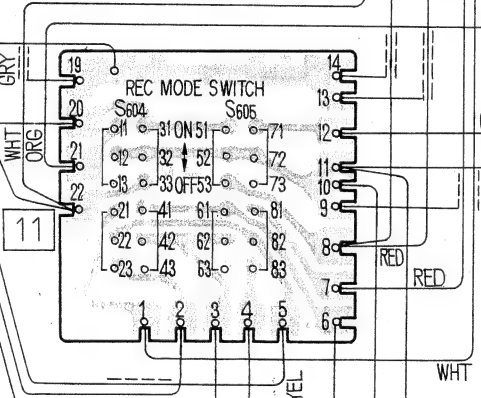 GRY
19
14
REC MODE SWITCH
13
S604 S605
20
11 31 ON 51 71
12
WHT
ORG
21
12 32 52 72
11
13 33 OFF 53 73
10
22
9
11
21 41 61 81
22 42 62 82
8
RED
23 43 63 83
7
RED
1 2 3 4 5
6
WHT
YEL